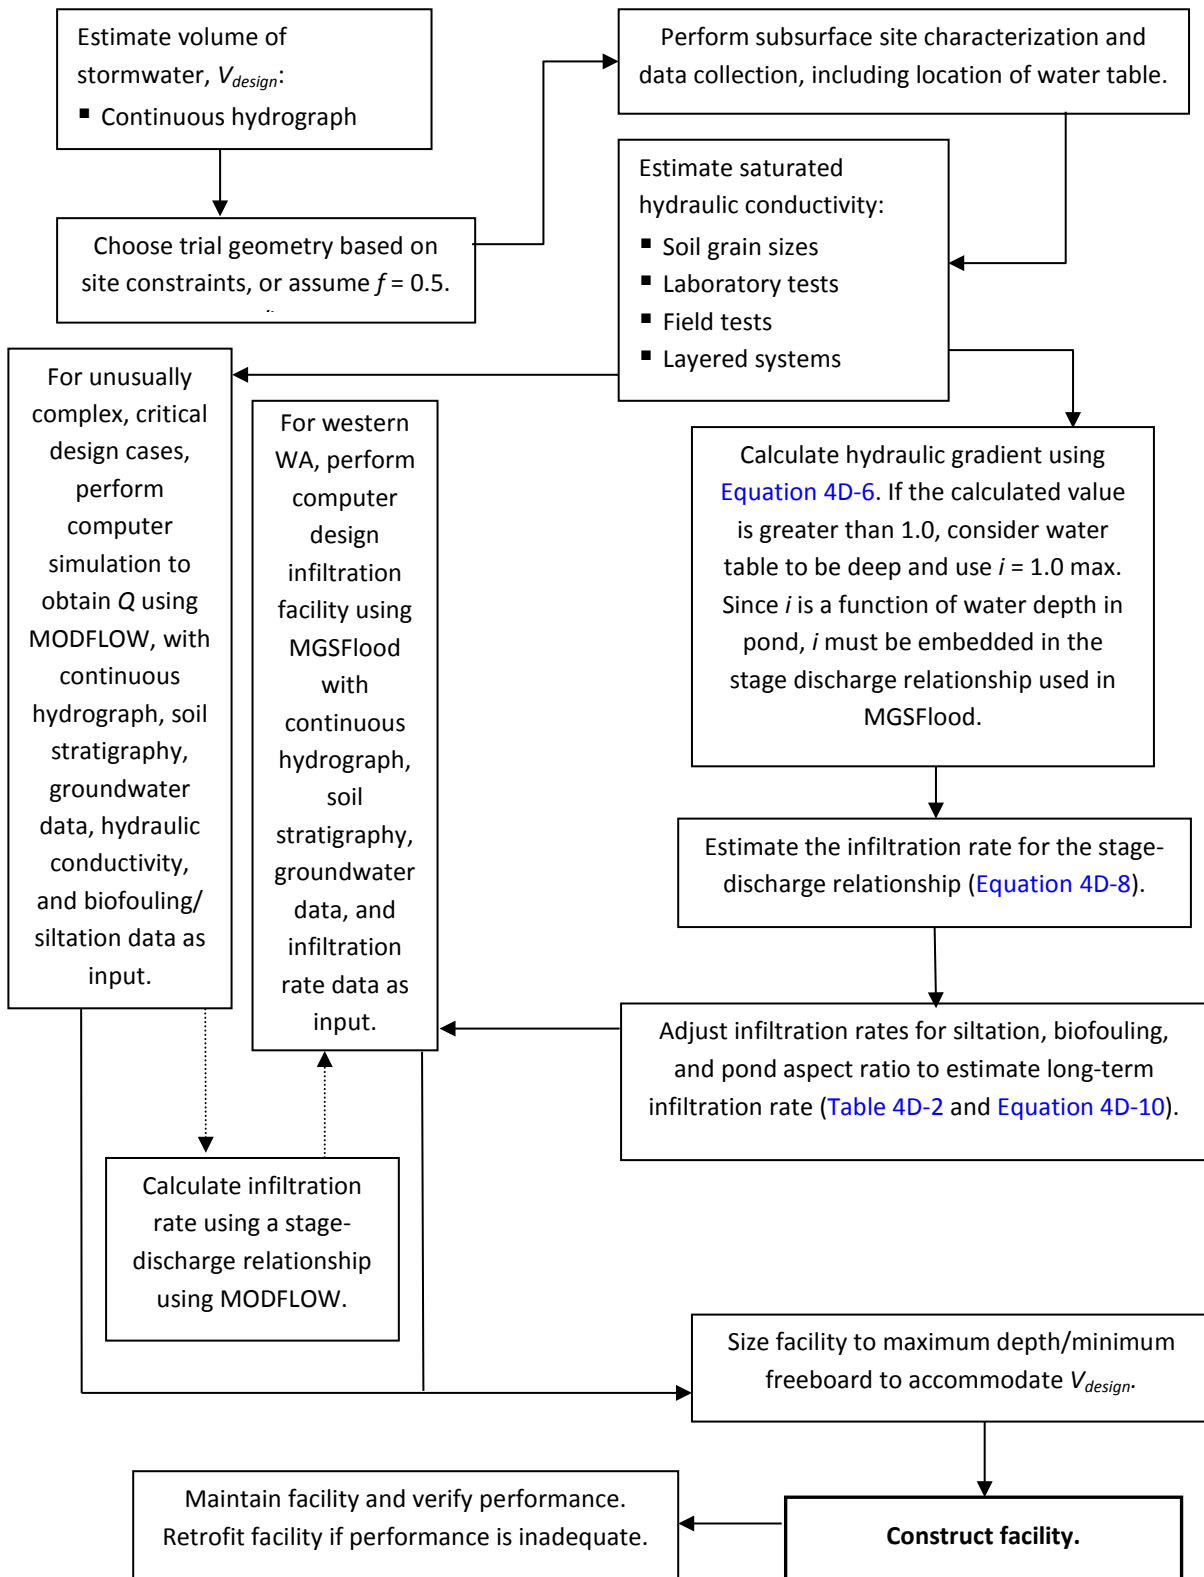 Estimate volume of
stormwater, Vdesign:
▪ Continuous hydrograph
Perform subsurface site characterization and
data collection, including location of water table.
Choose trial geometry based on
site constraints, or assume f = 0.5.
Estimate saturated
hydraulic conductivity:
▪ Soil grain sizes
▪ Laboratory tests
▪ Field tests
▪ Layered systems
For unusually
complex, critical
design cases,
perform
computer
simulation to
obtain Q using
MODFLOW, with
continuous
hydrograph, soil
stratigraphy,
groundwater
data, hydraulic
conductivity,
and biofouling/
siltation data as
input.
For western
WA, perform
computer
design
infiltration
facility using
MGSFlood
with
continuous
hydrograph,
soil
stratigraphy,
groundwater
data, and
infiltration
rate data as
input.
Calculate hydraulic gradient using
Equation 4D-6. If the calculated value
is greater than 1.0, consider water
table to be deep and use i = 1.0 max.
Since i is a function of water depth in
pond, i must be embedded in the
stage discharge relationship used in
MGSFlood.
Estimate the infiltration rate for the stage-
discharge relationship (Equation 4D-8).
Adjust infiltration rates for siltation, biofouling,
and pond aspect ratio to estimate long-term
infiltration rate (Table 4D-2 and Equation 4D-10).
Calculate infiltration
rate using a stage-
discharge relationship
using MODFLOW.
Size facility to maximum depth/minimum
freeboard to accommodate Vdesign.
Construct facility.
Maintain facility and verify performance.
Retrofit facility if performance is inadequate.